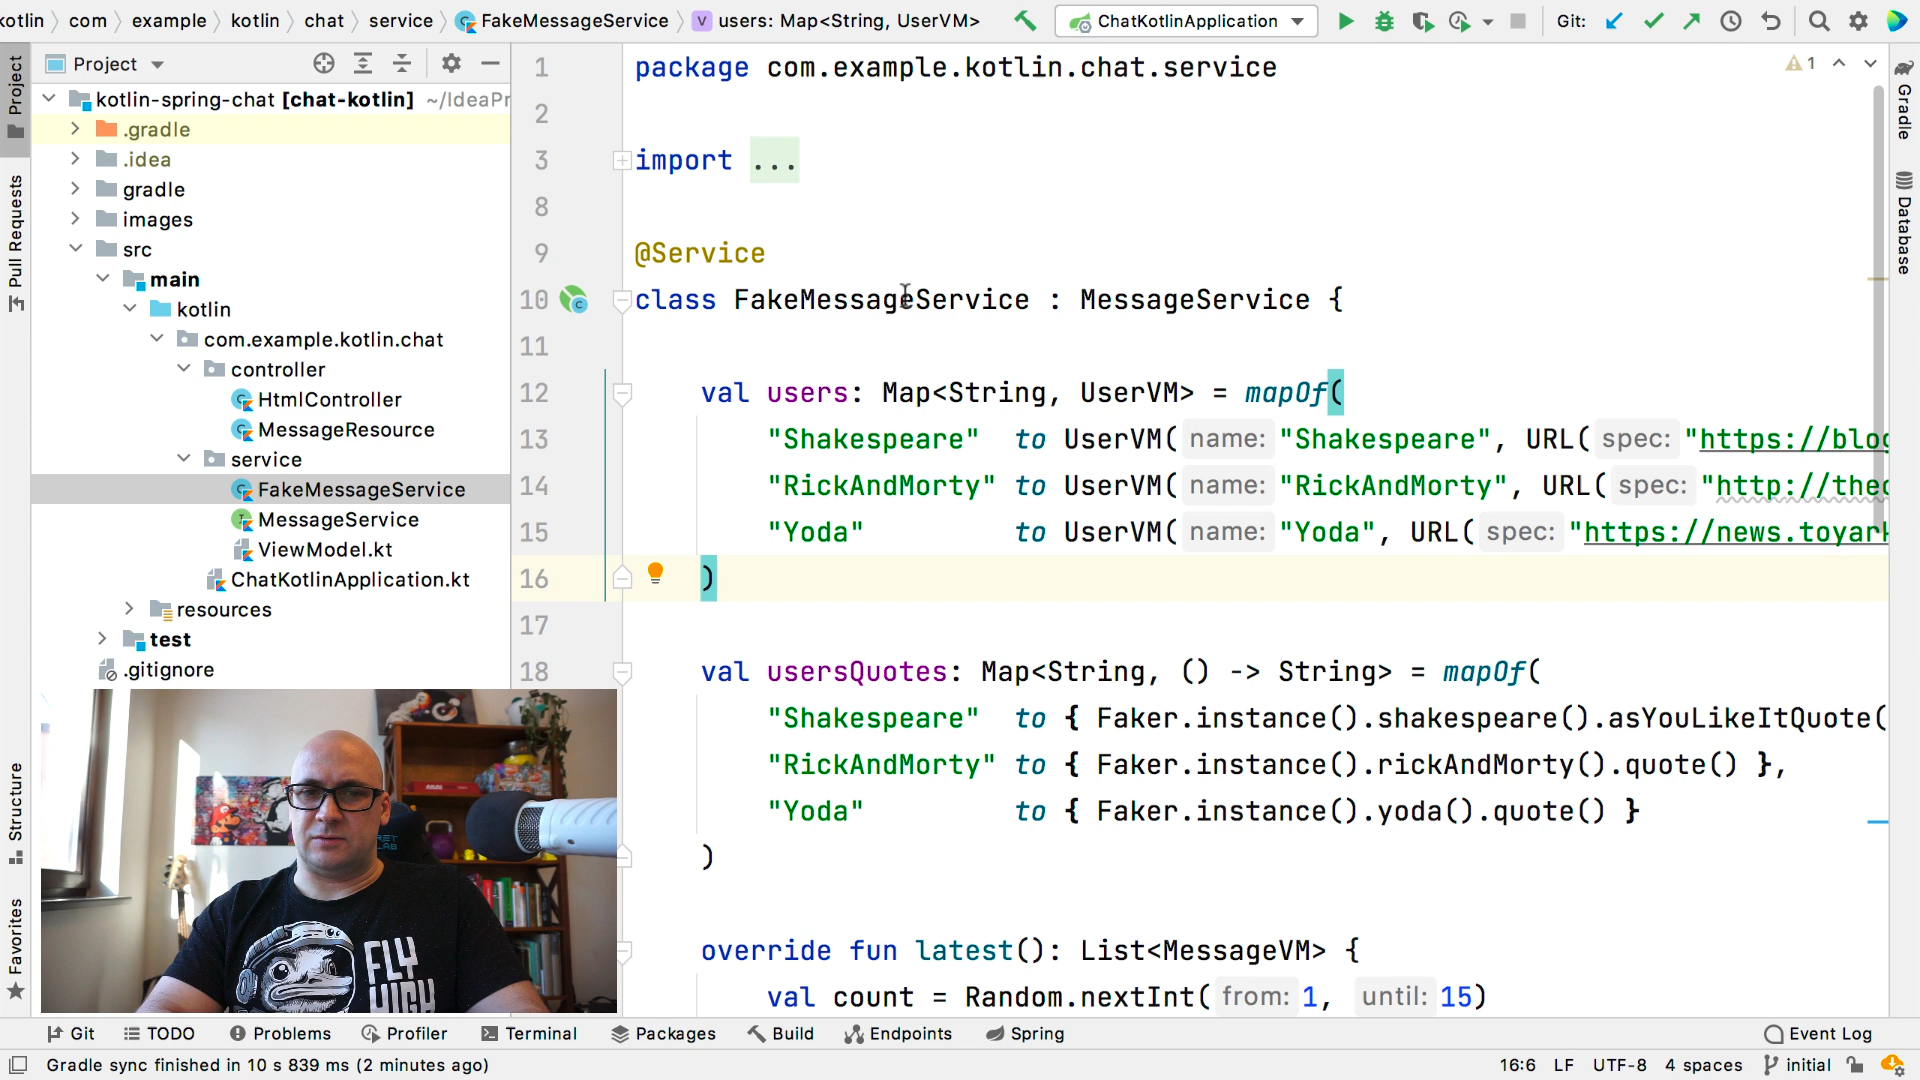 otlin com example kotlin chat service FakeMessageService users: Map<String, UserVM> ChatKotlinApplication Git:
Project
kotlin-spring-chat [chat-kotlin] ~/IdeaPr
.gradle
.idea
gradle
images
src
main
kotlin
com.example.kotlin.chat
controller
HtmlController
MessageResource
service
FakeMessageService
MessageService
ViewModel.kt
ChatKotlinApplication.kt
resources
test
.gitignore
Project
Pull Requests
Structure
Favorites
1 package com.example.kotlin.chat.service
2
3 import ...
8
9 @Service
10 class FakeMessageService : MessageService {
11
12 val users: Map<String, UserVM> = mapOf(
13 "Shakespeare" to UserVM( name: "Shakespeare", URL( spec: "https://blog
14 "RickAndMorty" to UserVM( name: "RickAndMorty", URL( spec: "http://thec
15 "Yoda" to UserVM( name: "Yoda", URL( spec: "https://news.toyark
16 )
17
18 val usersQuotes: Map<String, () -> String> = mapOf(
"Shakespeare" to { Faker.instance().shakespeare().asYouLikeItQuote(
"RickAndMorty" to { Faker.instance().rickAndMorty().quote() },
"Yoda" to { Faker.instance().yoda().quote() }
)
override fun latest(): List<MessageVM> {
val count = Random.nextInt( from: 1, until: 15)
1
Gradle
Database
FLY
HIGH
Git TODO Problems Profiler Terminal Packages Build Endpoints Spring Event Log
Gradle sync finished in 10 s 839 ms (2 minutes ago) 16:6 LF UTF-8 4 spaces initial